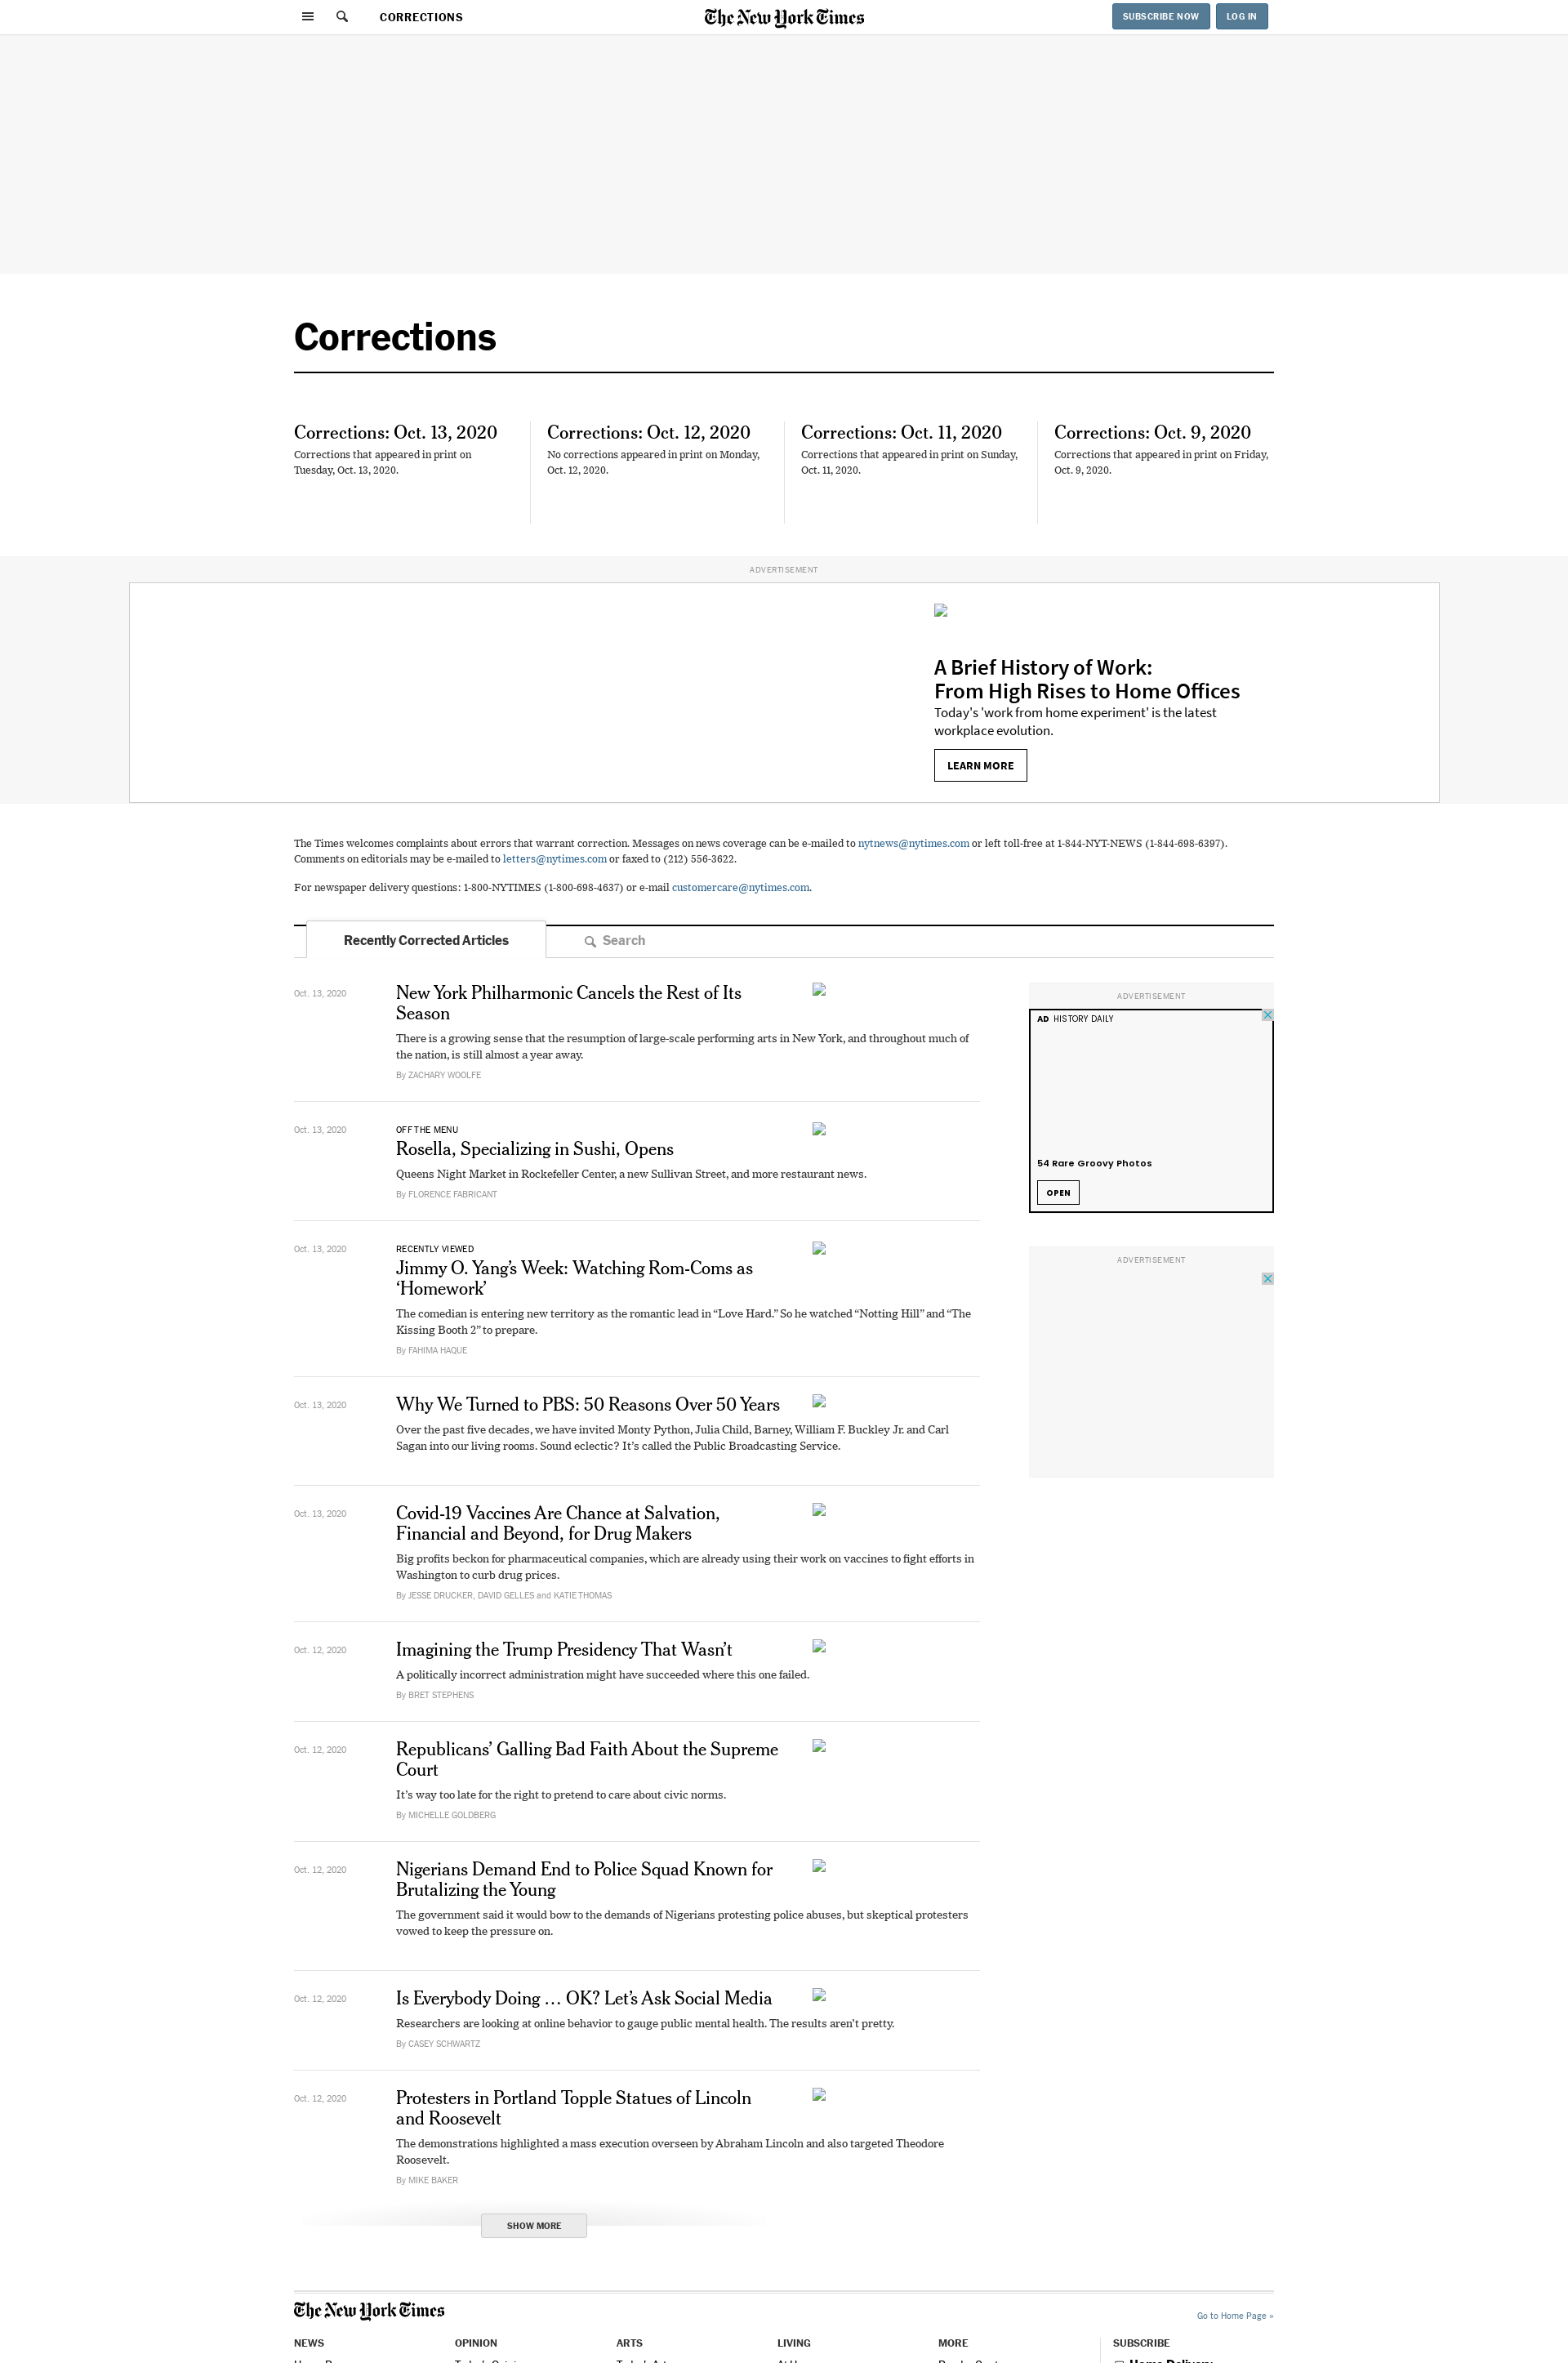 CORRECTIONS
The New York Times
SUBSCRIBE NOW
LOG IN
Corrections
Corrections: Oct. 13, 2020
Corrections that appeared in print on
Tuesday, Oct. 13, 2020.
Corrections: Oct. 12, 2020
No corrections appeared in print on Monday,
Oct. 12, 2020.
Corrections: Oct. 11, 2020
Corrections that appeared in print on Sunday,
Oct. 11, 2020.
Corrections: Oct. 9, 2020
Corrections that appeared in print on Friday,
Oct. 9, 2020.
ADVERTISEMENT
A Brief History of Work:
From High Rises to Home Offices
Today's 'work from home experiment' is the latest
workplace evolution.
LEARN MORE
The Times welcomes complaints about errors that warrant correction. Messages on news coverage can be e-mailed to nytnews@nytimes.com or left toll-free at 1-844-NYT-NEWS (1-844-698-6397).
Comments on editorials may be e-mailed to letters@nytimes.com or faxed to (212) 556-3622.
For newspaper delivery questions: 1-800-NYTIMES (1-800-698-4637) or e-mail customercare@nytimes.com.
Recently Corrected Articles
Search
Oct. 13, 2020
New York Philharmonic Cancels the Rest of Its
Season
There is a growing sense that the resumption of large-scale performing arts in New York, and throughout much of
the nation, is still almost a year away.
By ZACHARY WOOLFE
Oct. 13, 2020
OFF THE MENU
Rosella, Specializing in Sushi, Opens
Queens Night Market in Rockefeller Center, a new Sullivan Street, and more restaurant news.
By FLORENCE FABRICANT
Oct. 13, 2020
RECENTLY VIEWED
Jimmy O. Yang’s Week: Watching Rom-Coms as
‘Homework’
The comedian is entering new territory as the romantic lead in “Love Hard.” So he watched “Notting Hill” and “The
Kissing Booth 2” to prepare.
By FAHIMA HAQUE
Oct. 13, 2020
Why We Turned to PBS: 50 Reasons Over 50 Years
Over the past five decades, we have invited Monty Python, Julia Child, Barney, William F. Buckley Jr. and Carl
Sagan into our living rooms. Sound eclectic? It’s called the Public Broadcasting Service.
Oct. 13, 2020
Covid-19 Vaccines Are Chance at Salvation,
Financial and Beyond, for Drug Makers
Big profits beckon for pharmaceutical companies, which are already using their work on vaccines to fight efforts in
Washington to curb drug prices.
By JESSE DRUCKER, DAVID GELLES and KATIE THOMAS
Oct. 12, 2020
Imagining the Trump Presidency That Wasn’t
A politically incorrect administration might have succeeded where this one failed.
By BRET STEPHENS
Oct. 12, 2020
Republicans’ Galling Bad Faith About the Supreme
Court
It’s way too late for the right to pretend to care about civic norms.
By MICHELLE GOLDBERG
Oct. 12, 2020
Nigerians Demand End to Police Squad Known for
Brutalizing the Young
The government said it would bow to the demands of Nigerians protesting police abuses, but skeptical protesters
vowed to keep the pressure on.
Oct. 12, 2020
Is Everybody Doing … OK? Let’s Ask Social Media
Researchers are looking at online behavior to gauge public mental health. The results aren’t pretty.
By CASEY SCHWARTZ
Oct. 12, 2020
Protesters in Portland Topple Statues of Lincoln
and Roosevelt
The demonstrations highlighted a mass execution overseen by Abraham Lincoln and also targeted Theodore
Roosevelt.
By MIKE BAKER
SHOW MORE
ADVERTISEMENT
AD HISTORY DAILY
54 Rare Groovy Photos
OPEN
ADVERTISEMENT
The New York Times
Go to Home Page »
NEWS
OPINION
ARTS
LIVING
MORE
SUBSCRIBE